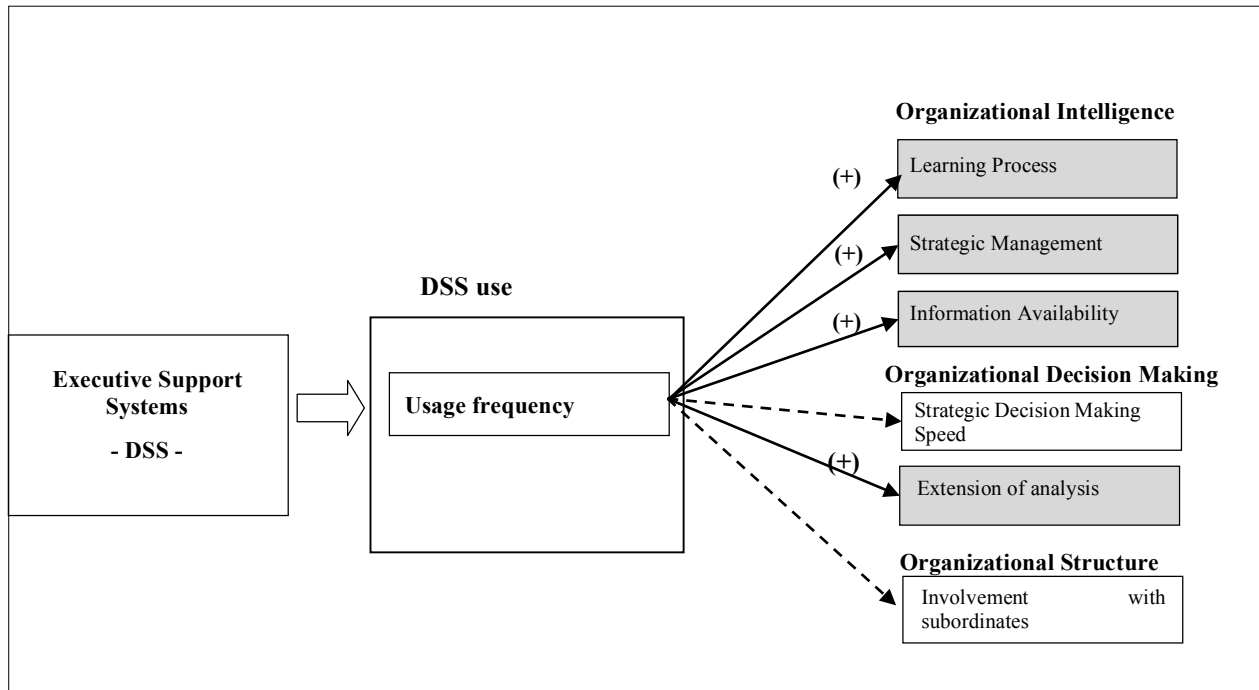 Organizational Intelligence
(+)
Learning Process
(+)
Strategic Management
DSS use
(+)
Information Availability
Executive Support
Systems
- DSS -
Usage frequency
Organizational Decision Making
Strategic Decision Making
Speed
(+)
Extension of analysis
Organizational Structure
Involvement with
subordinates